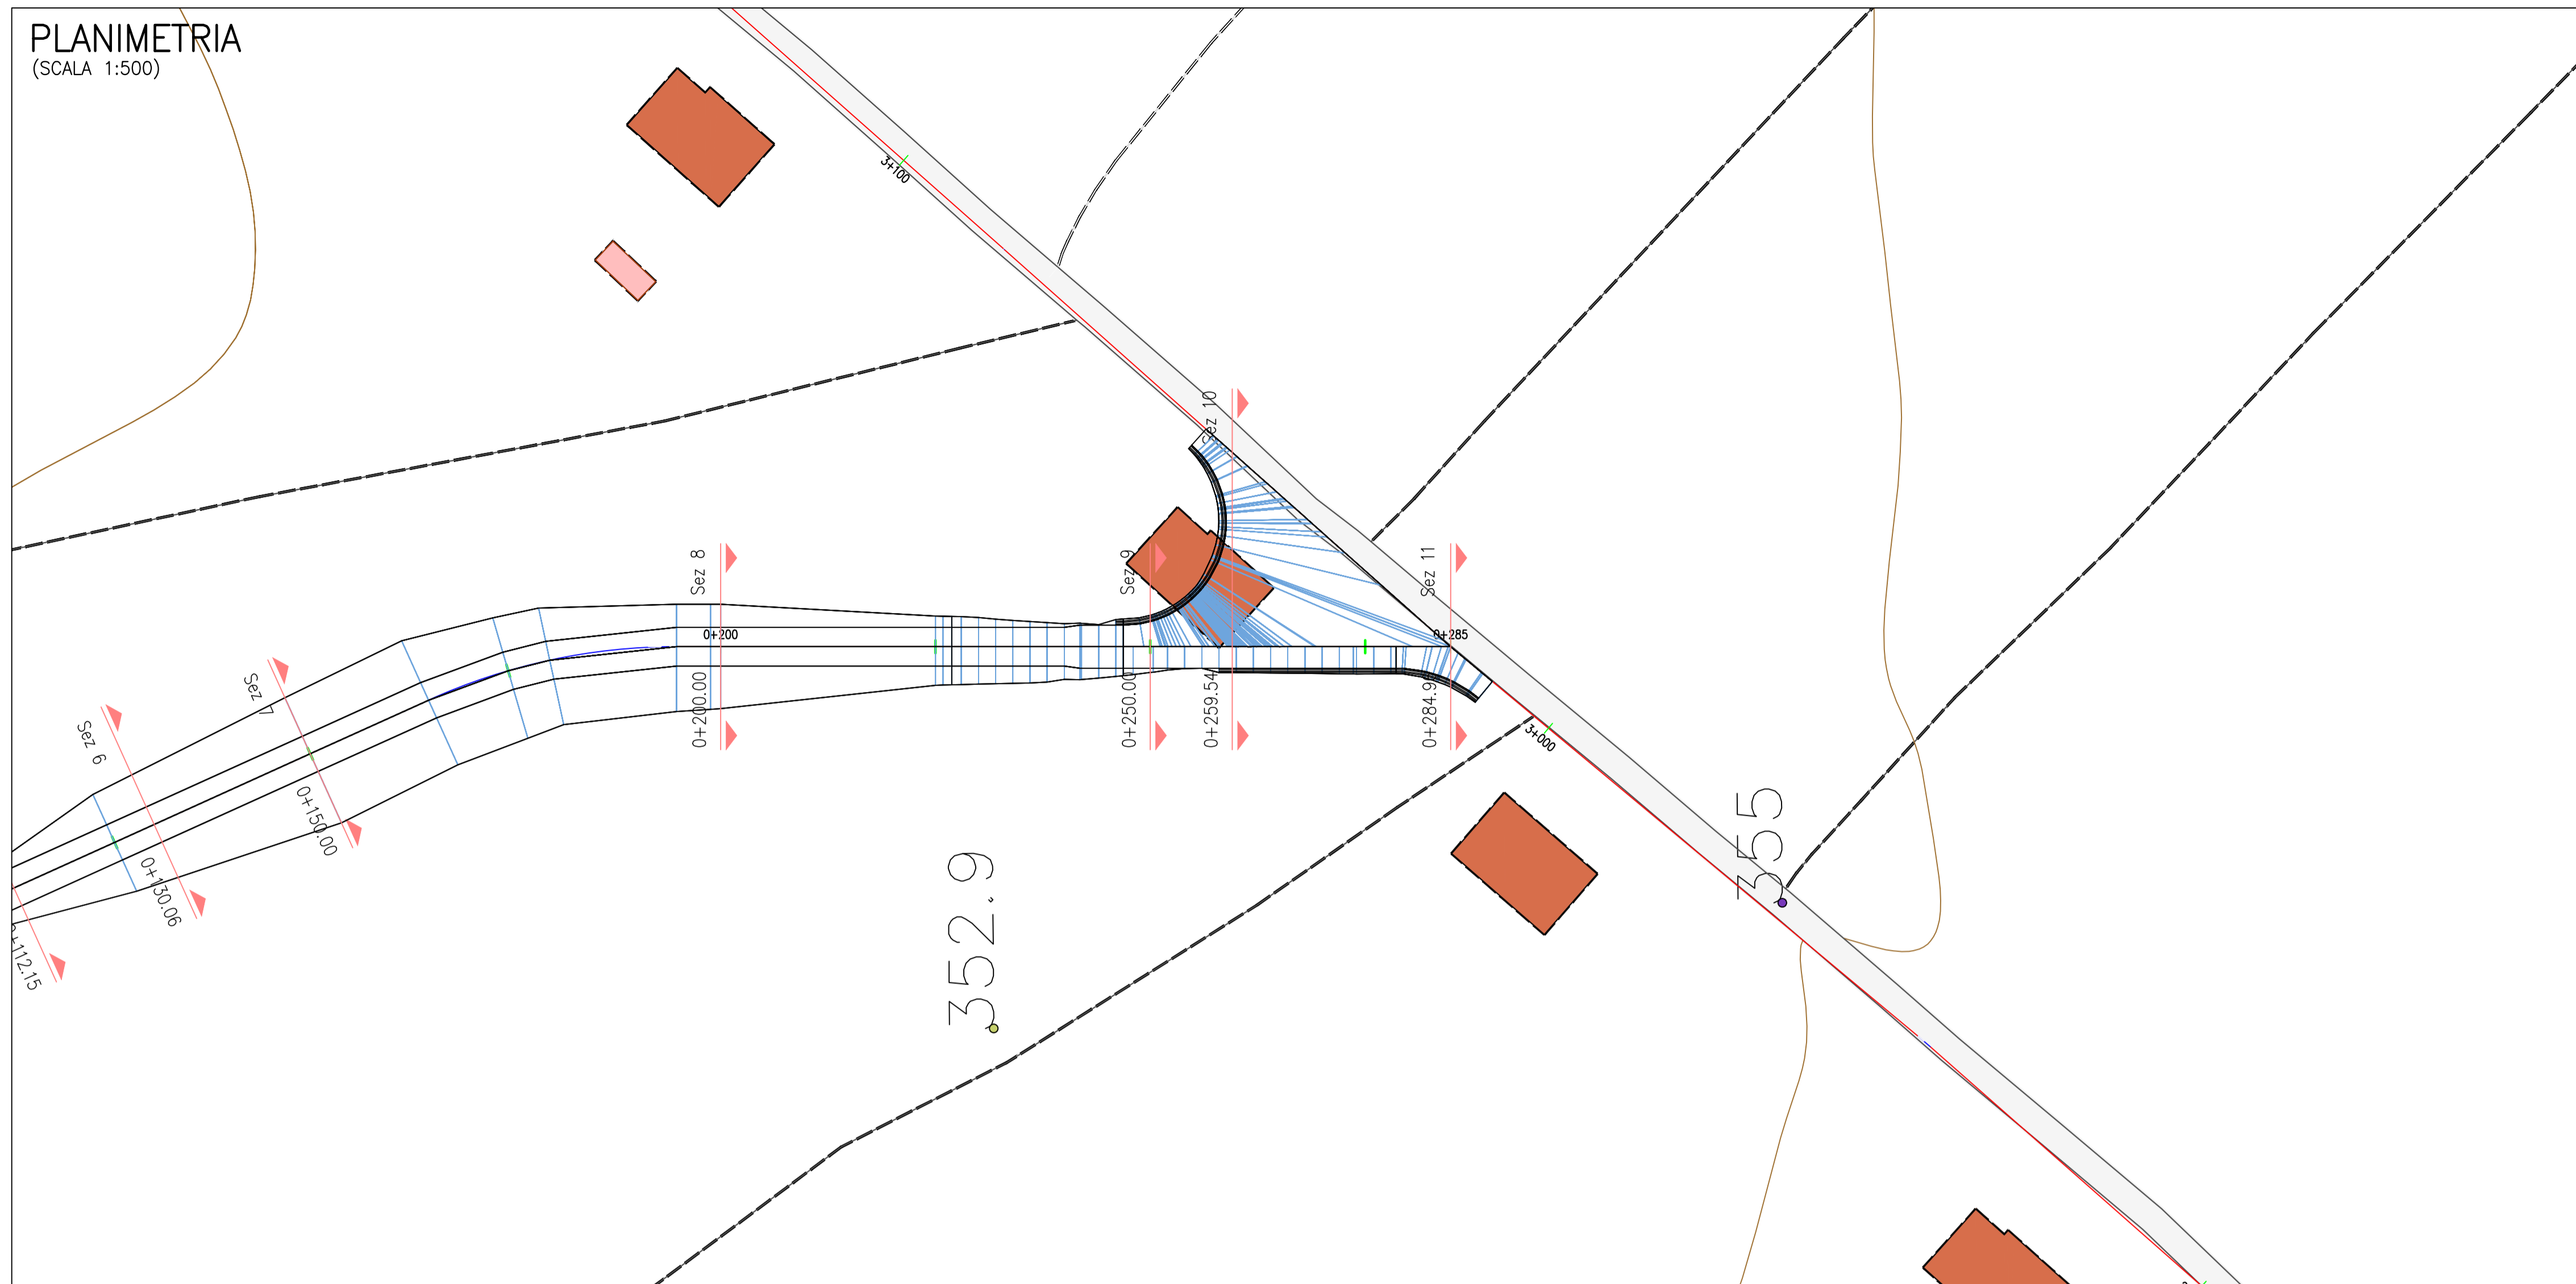 PLANIMETRIA
(SCALA 1:500)
3+100
Sez 10
Sez 8
Sez 9
Sez 11
0+200
0+285
Sez 7
Sez 6
0+200.00
0+250.00
0+259.54
3+000
0+150.00
0+130.06
355
352.9